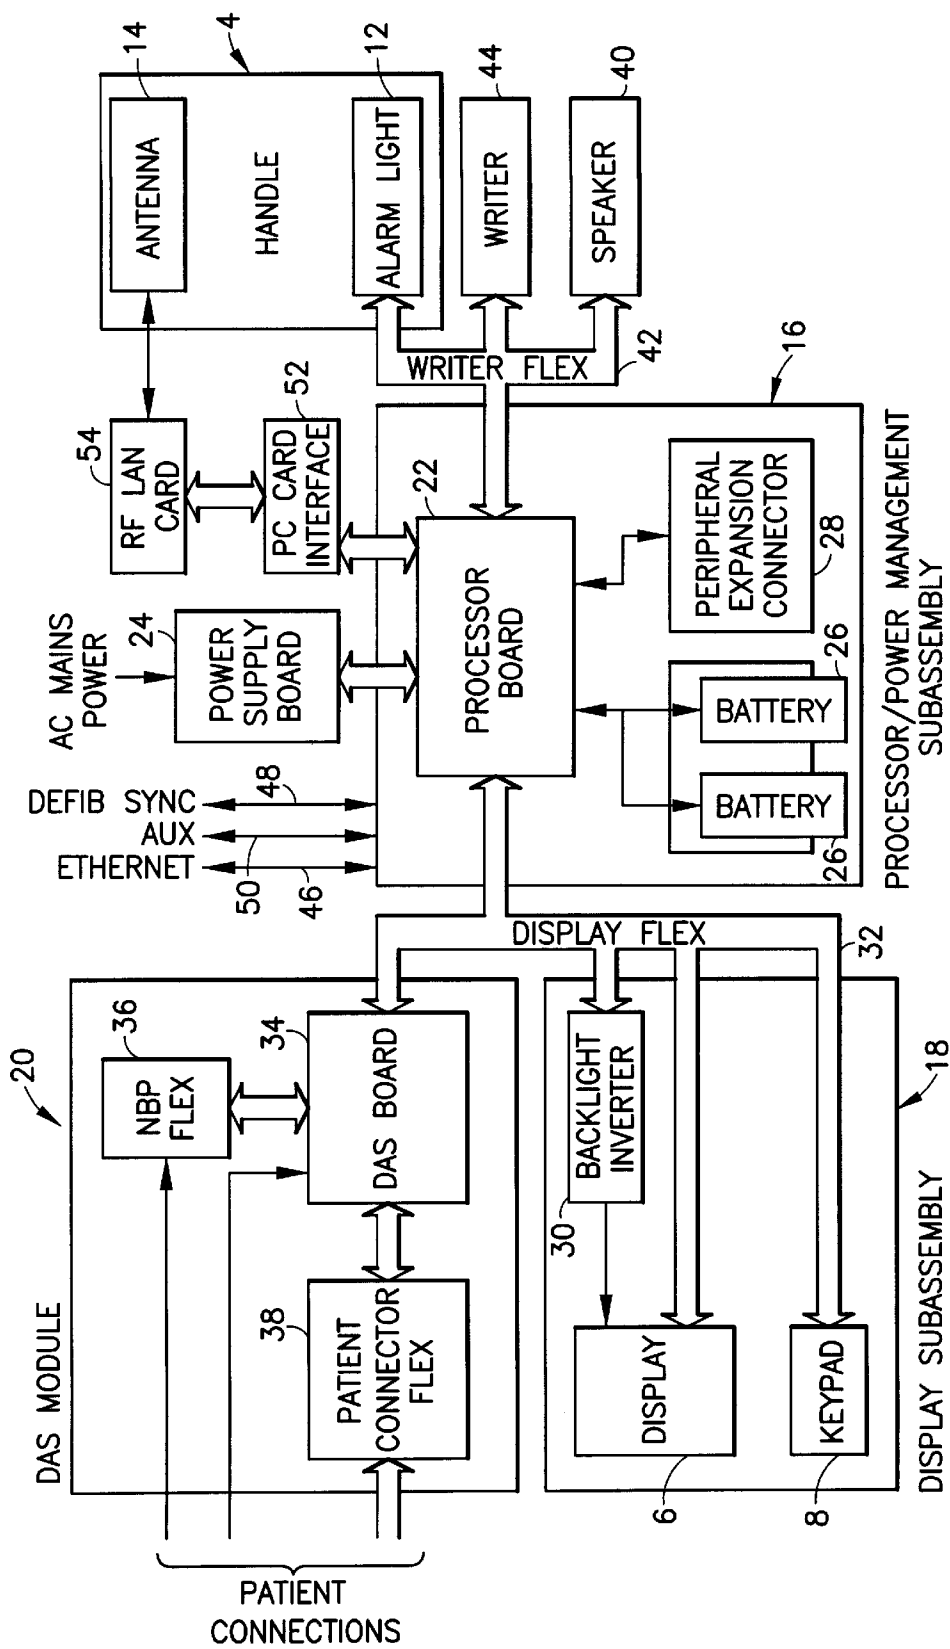 14
4
12
44
40
ANTENNA
HANDLE
ALARM LIGHT
WRITER
SPEAKER
WRITER FLEX
42
54
RF LAN
CARD
52
PC CARD
INTERFACE
16
AC MAINS
POWER
24
POWER
SUPPLY
BOARD
22
PROCESSOR
BOARD
PERIPHERAL
EXPANSION
CONNECTOR
28
BATTERY
26
BATTERY
26
PROCESSOR/POWER MANAGEMENT
SUBASSEMBLY
DEFIB SYNC
48
AUX
50
ETHERNET
46
DISPLAY FLEX
32
20
36
NBP
FLEX
34
DAS BOARD
38
PATIENT
CONNECTOR
FLEX
DAS MODULE
PATIENT
CONNECTIONS
BACKLIGHT
INVERTER
30
18
DISPLAY
6
KEYPAD
8
DISPLAY SUBASSEMBLY